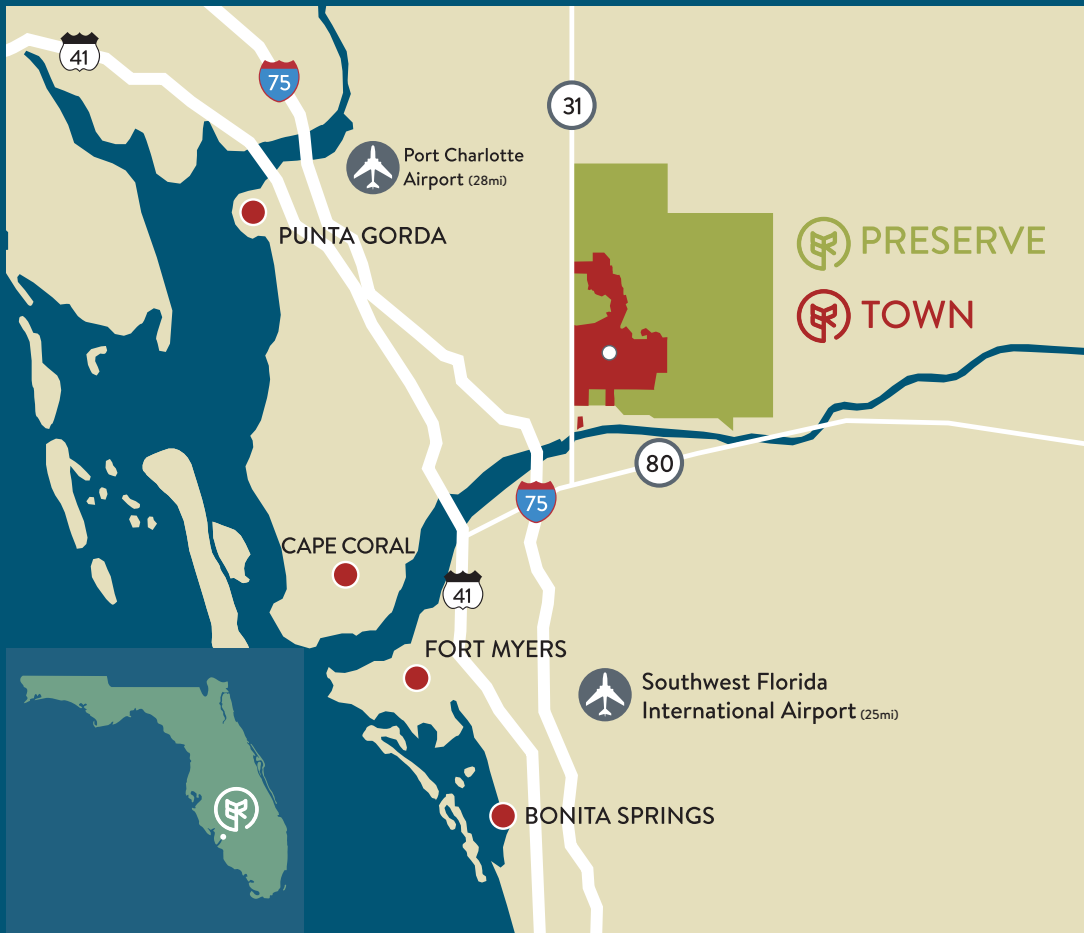 41
75
31
Port Charlotte
Airport (28mi)
PUNTA GORDA
PRESERVE
TOWN
80
75
CAPE CORAL
41
FORT MYERS
Southwest Florida
International Airport (25mi)
BONITA SPRINGS